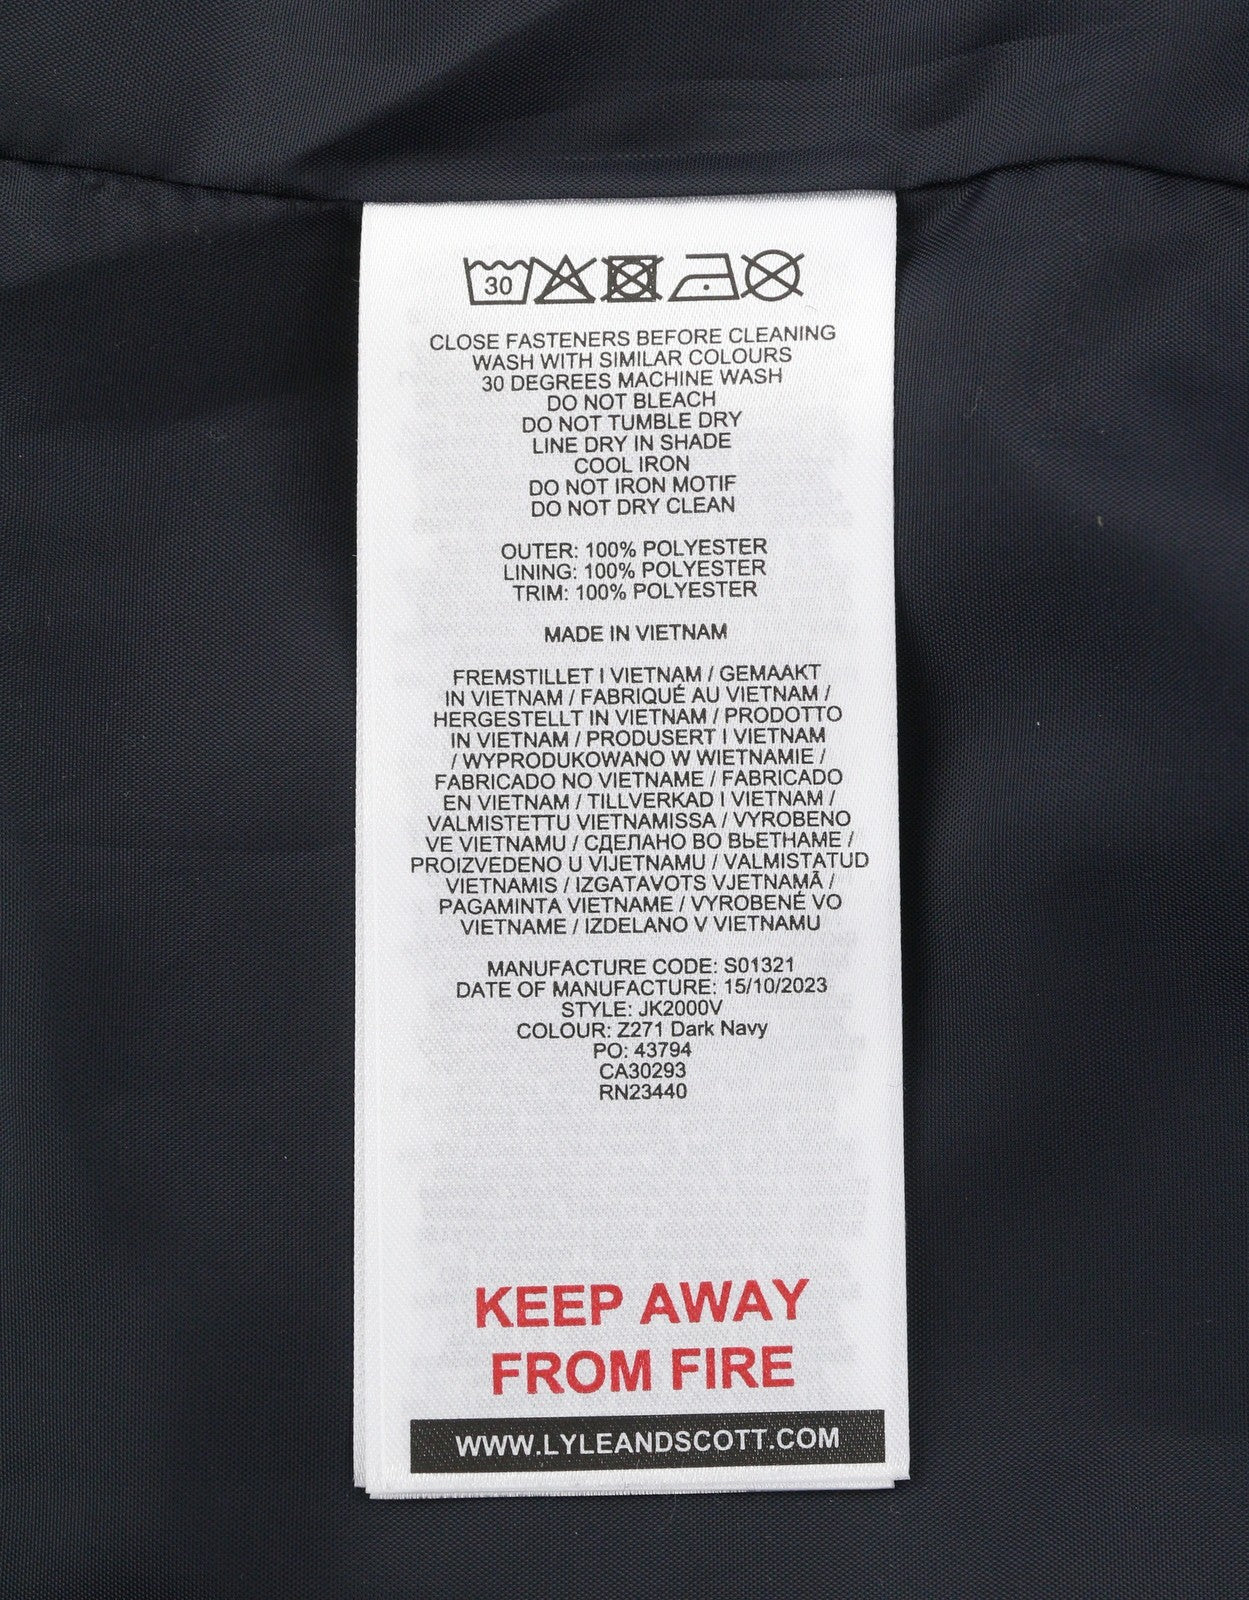 30
CLOSE FASTENERS BEFORE CLEANING
WASH WITH SIMILAR COLOURS
30 DEGREES MACHINE WASH
DO NOT BLEACH
DO NOT TUMBLE DRY
LINE DRY IN SHADE
COOL IRON
DO NOT IRON MOTIF
DO NOT DRY CLEAN
OUTER: 100% POLYESTER
LINING: 100% POLYESTER
TRIM: 100% POLYESTER
MADE IN VIETNAM
FREMSTILLET I VIETNAM / GEMAAKT
IN VIETNAM / FABRIQUÉ AU VIETNAM /
HERGESTELLT IN VIETNAM / PRODOTTO
IN VIETNAM / PRODUSERT I VIETNAM
/ WYPRODUKOWANO W WIETNAMIE /
FABRICADO NO VIETNAME / FABRICADO
EN VIETNAM / TILLVERKAD I VIETNAM /
VALMISTETTU VIETNAMISSA / VYROBENO
VE VIETNAMU / СДЕЛАНО ВО ВЬЕТНАМЕ /
PROIZVEDENO U VIJETNAMU / VALMISTATUD
VIETNAMIS / IZGATAVOTS VJETNAMĀ /
PAGAMINTA VIETNAME / VYROBENÉ VO
VIETNAME / IZDELANO V VIETNAMU
MANUFACTURE CODE: S01321
DATE OF MANUFACTURE: 15/10/2023
STYLE: JK2000V
COLOUR: Z271 Dark Navy
PO: 43794
CA30293
RN23440
KEEP AWAY
FROM FIRE
WWW.LYLEANDSCOTT.COM